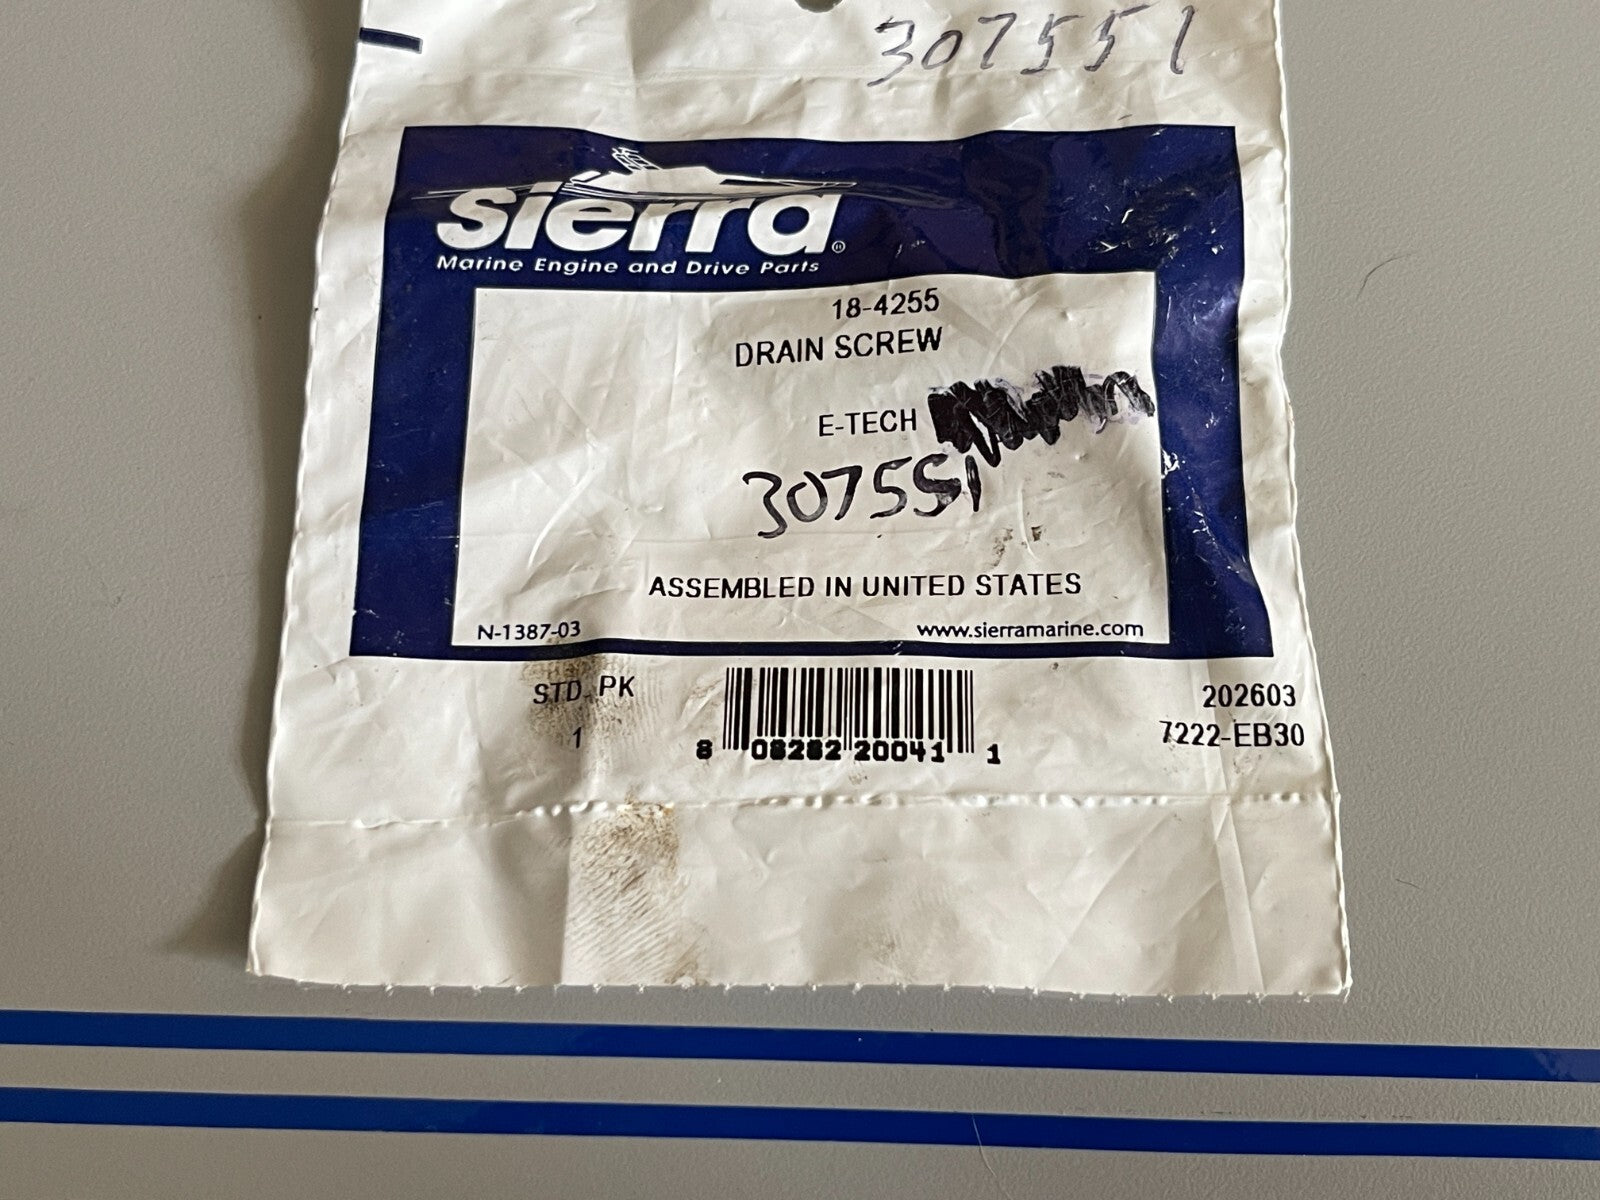 307551
sierra®
Marine Engine and Drive Parts
18-4255
DRAIN SCREW
E-TECH
307551
ASSEMBLED IN UNITED STATES
N-1387-03 www.sierramarine.com
STD. PK
1
8 08282 20041 1
202603
7222-EB30